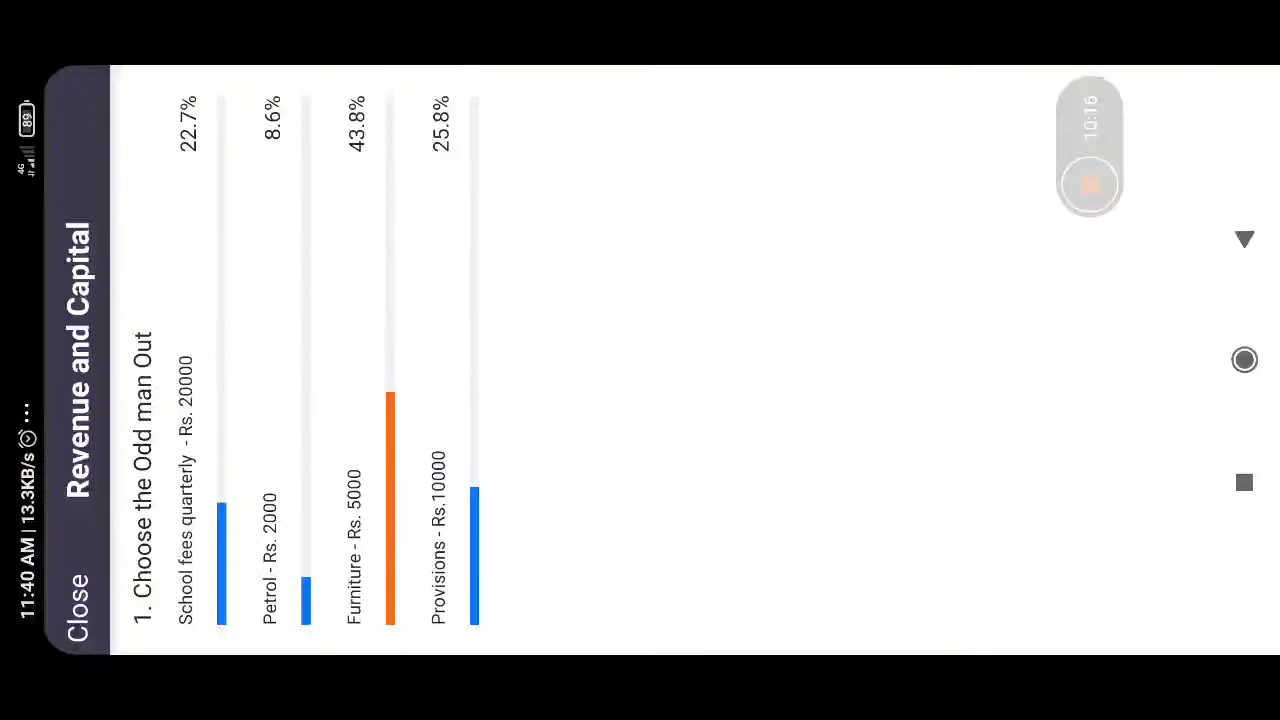 11:40 AM | 13.3KB/s ...
4G 89
Close Revenue and Capital
1. Choose the Odd man Out
School fees quarterly - Rs. 20000 22.7%
Petrol - Rs. 2000 8.6%
Furniture - Rs. 5000 43.8%
Provisions - Rs.10000 25.8%
10:16